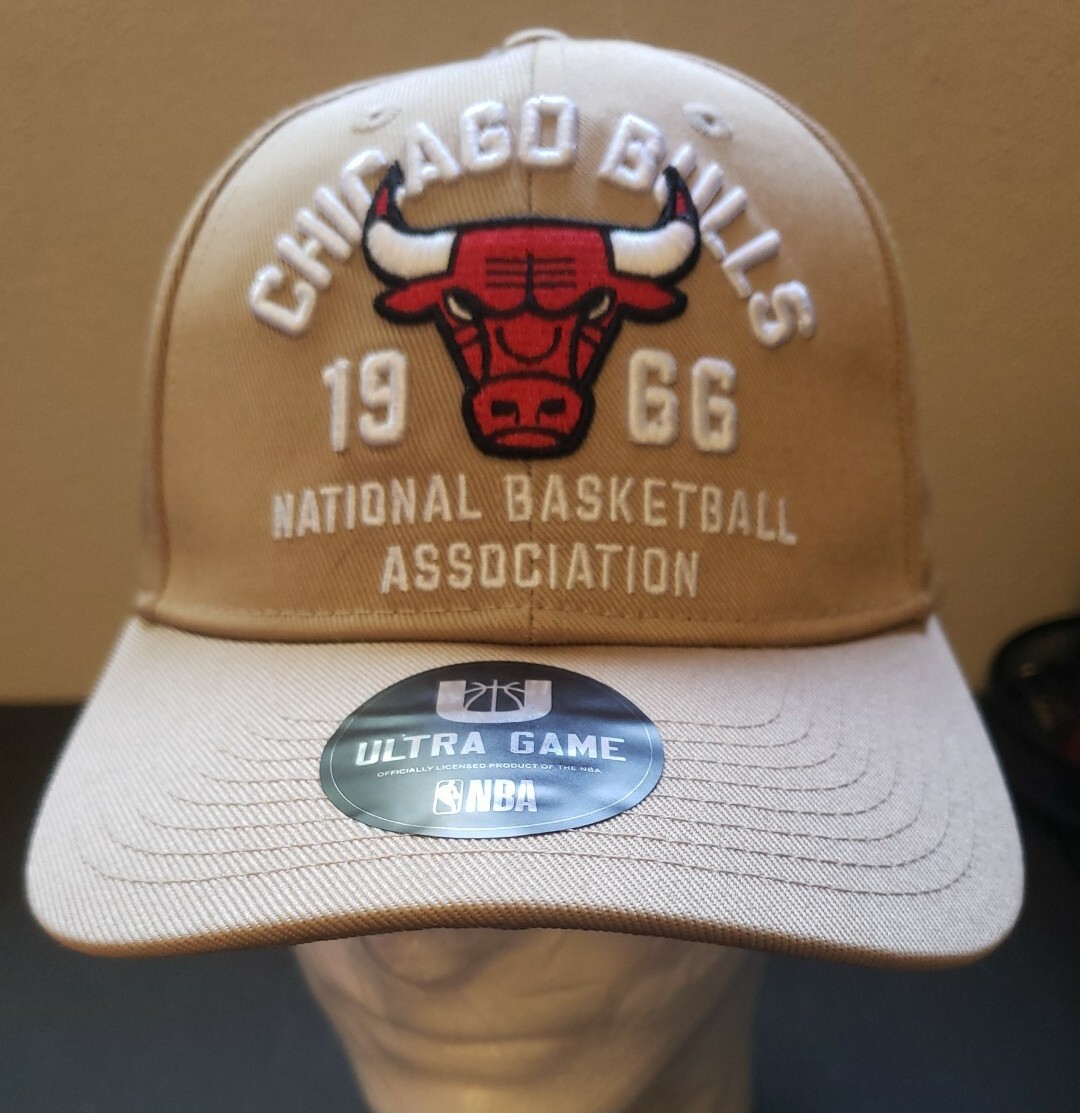 CHICAGO BULLS
19 66
NATIONAL BASKETBALL
ASSOCIATION
U
ULTRA GAME
OFFICIALLY LICENSED PRODUCT OF THE NBA
NBA